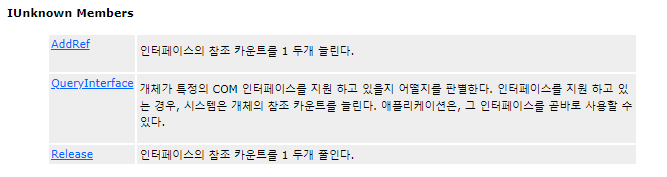 IUnknown Members
AddRef
인터페이스의 참조 카운트를 1 두개 늘린다.
QueryInterface
개체가 특정의 COM 인터페이스를 지원 하고 있을지 어떨지를 판별한다. 인터페이스를 지원 하고 있
는 경우, 시스템은 개체의 참조 카운트를 늘린다. 애플리케이션은, 그 인터페이스를 곧바로 사용할 수
있다.
Release
인터페이스의 참조 카운트를 1 두개 풀인다.